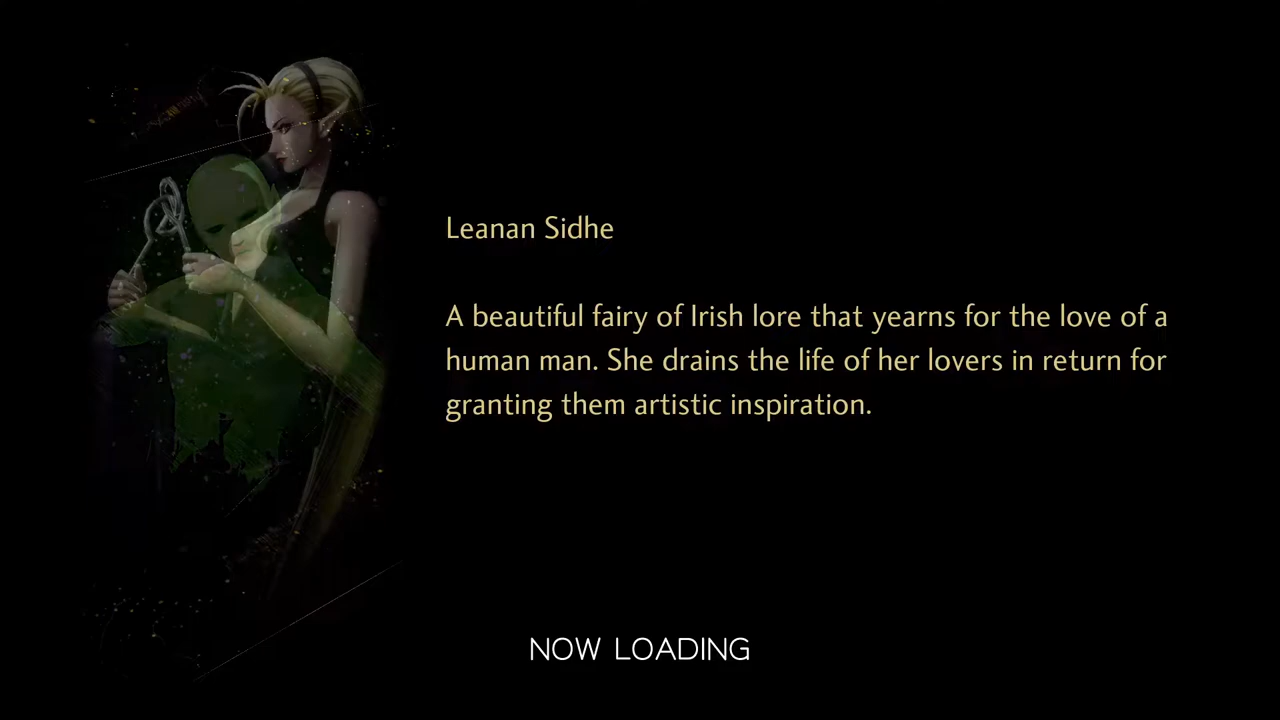 Leanan Sidhe
A beautiful fairy of Irish lore that yearns for the love of a
human man. She drains the life of her lovers in return for
granting them artistic inspiration.
NOW LOADING